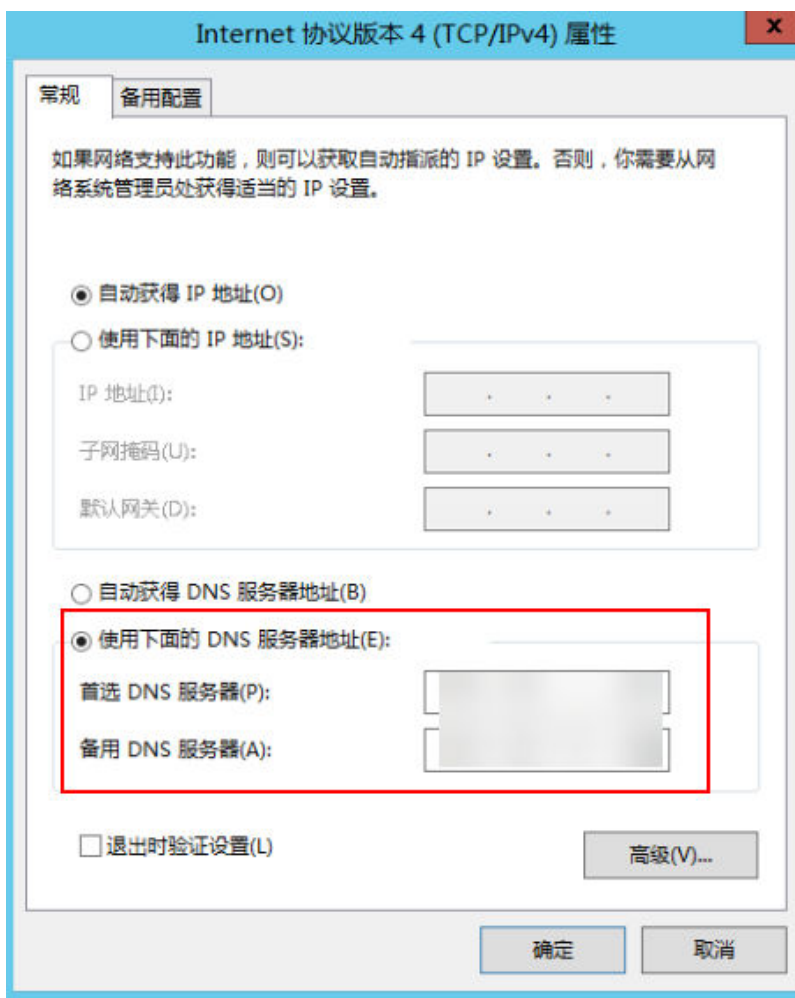 Internet 协议版本 4 (TCP/IPv4) 属性
x
常规
备用配置
如果网络支持此功能，则可以获取自动指派的 IP 设置。否则，你需要从网
络系统管理员处获得适当的 IP 设置。
自动获得 IP 地址(O)
使用下面的 IP 地址(S):
IP 地址(I):
子网掩码(U):
默认网关(D):
自动获得 DNS 服务器地址(B)
使用下面的 DNS 服务器地址(E):
首选 DNS 服务器(P):
备用 DNS 服务器(A):
退出时验证设置(L)
高级(V)...
确定
取消